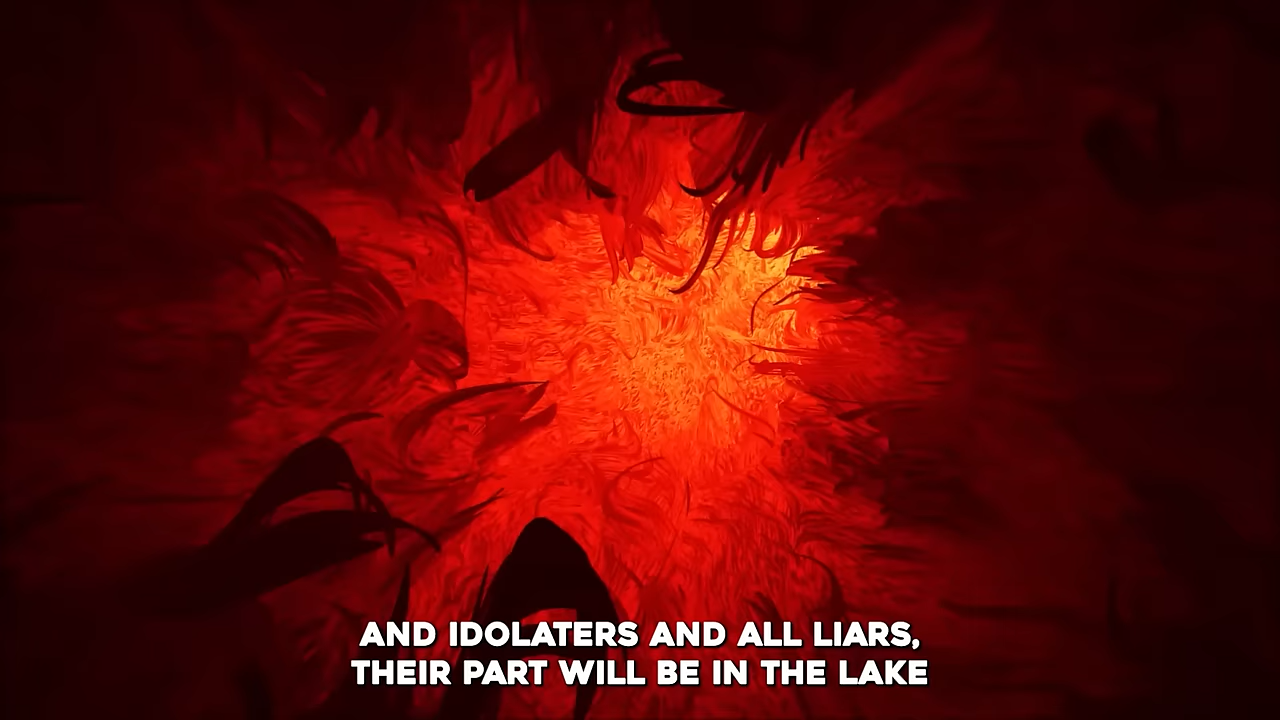 AND IDOLATERS AND ALL LIARS,
THEIR PART WILL BE IN THE LAKE